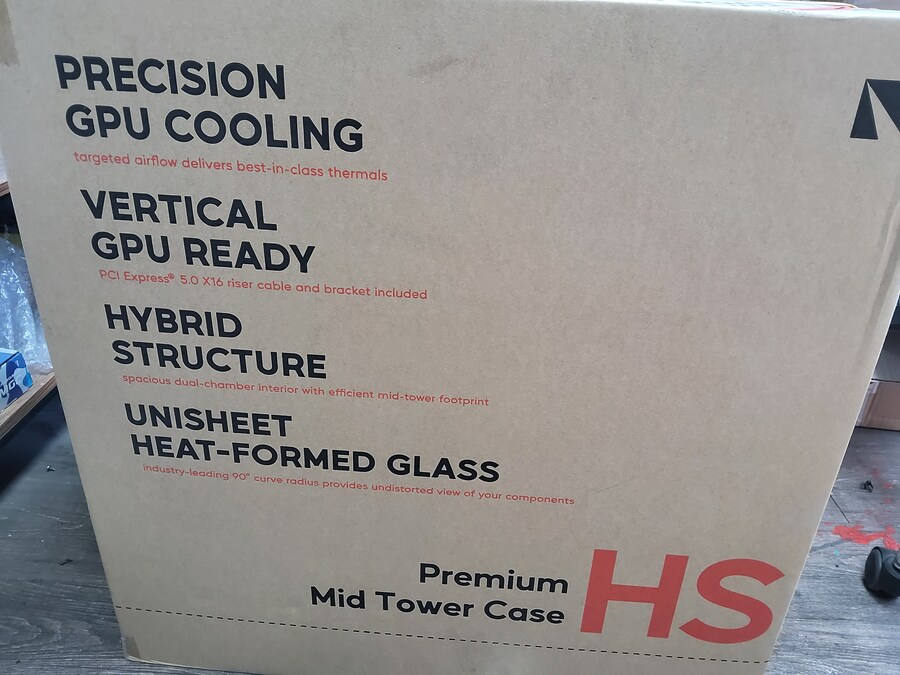 PRECISION
GPU COOLING
targeted airflow delivers best-in-class thermals
VERTICAL
GPU READY
PCI Express® 5.0 X16 riser cable and bracket included
HYBRID
STRUCTURE
spacious dual-chamber interior with efficient mid-tower footprint
UNISHEET
HEAT-FORMED GLASS
industry-leading 90° curve radius provides undistorted view of your components
Premium
Mid Tower Case
HS